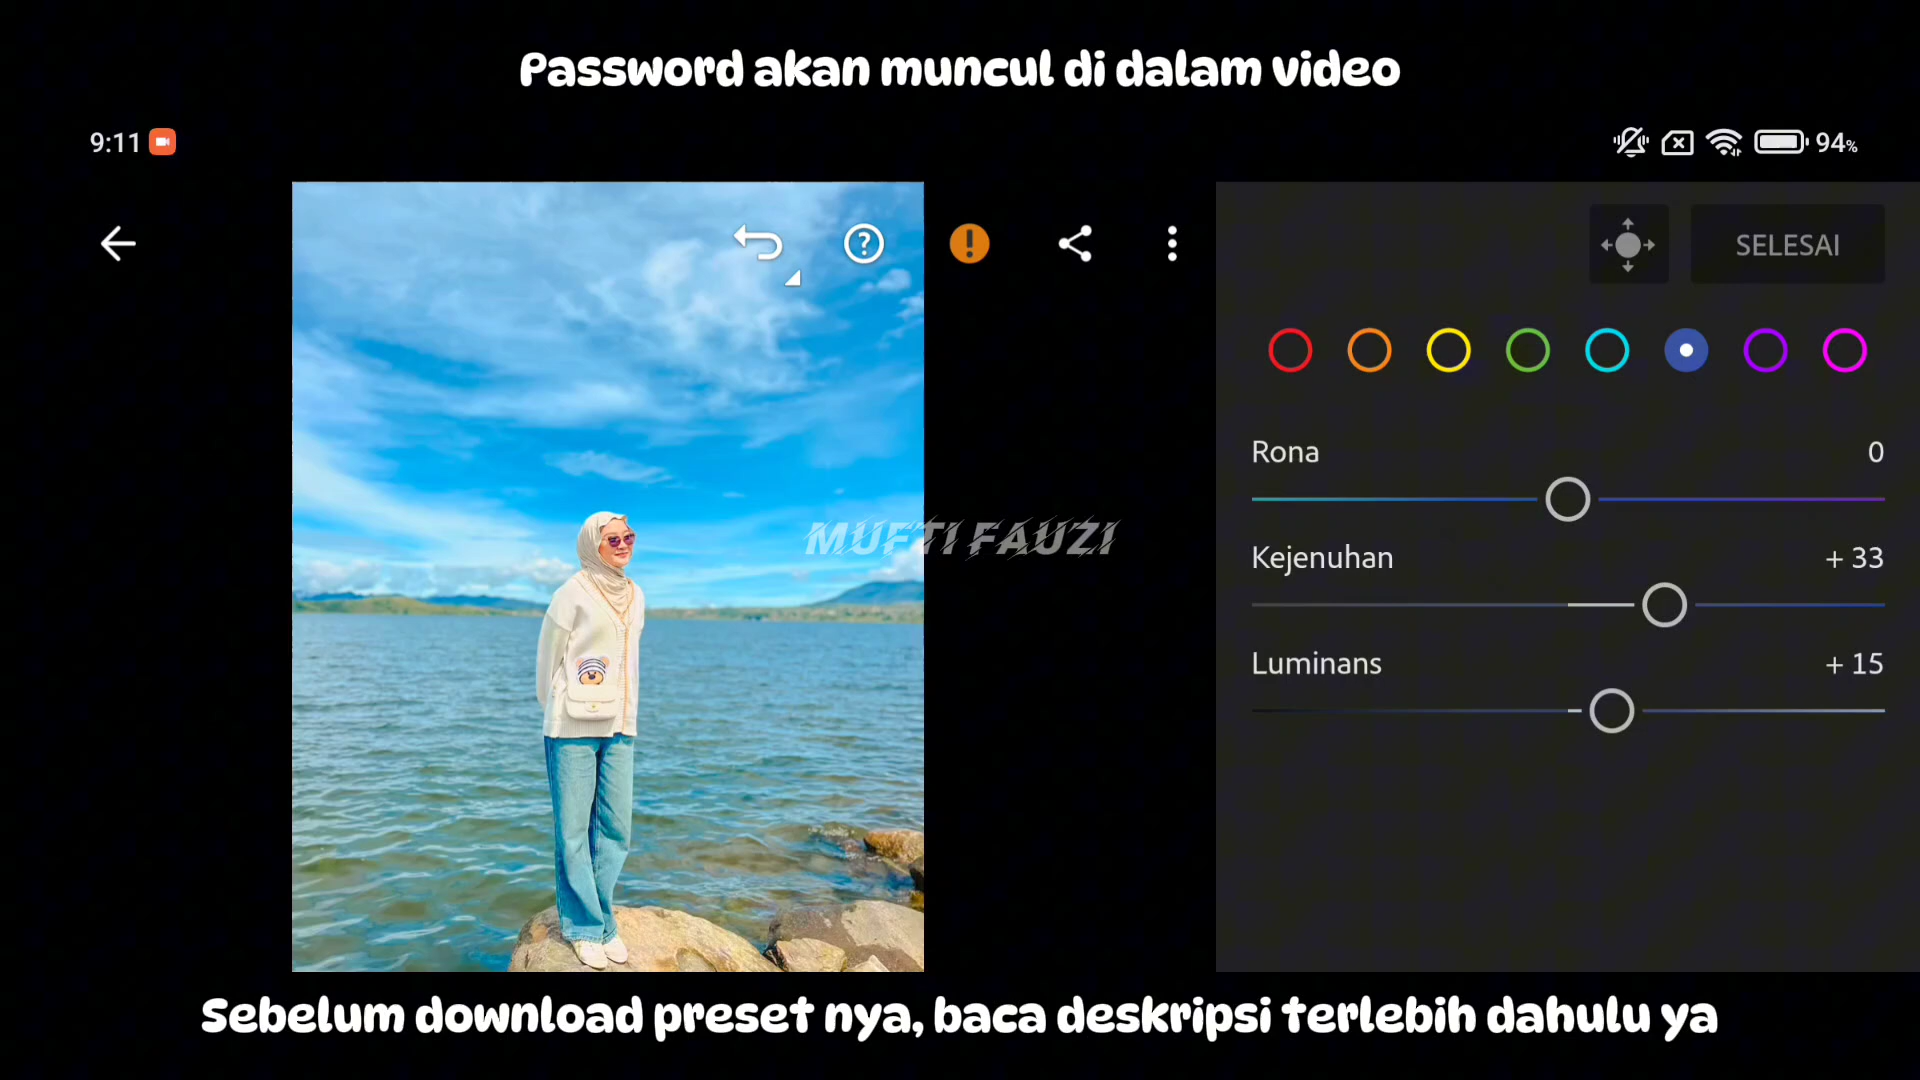 Password akan muncul di dalam video
9:11
94%
SELESAI
Rona 0
Kejenuhan + 33
MUFTI FAUZI
Luminans + 15
Sebelum download preset nya, baca deskripsi terlebih dahulu ya